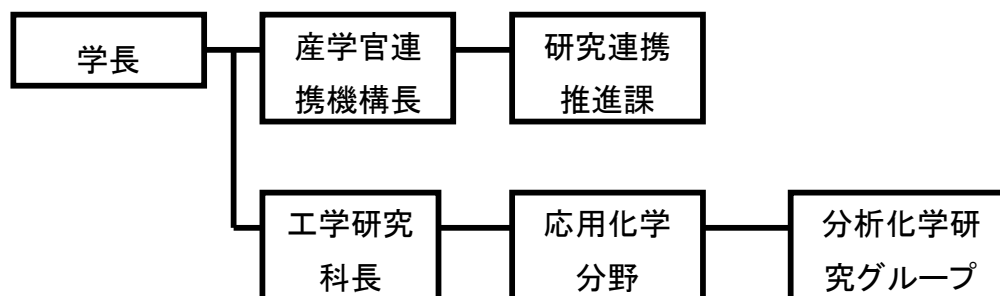 学長
産学官連
携機構長
研究連携
推進課
工学研究
科長
応用化学
分野
分析化学研
究グループ